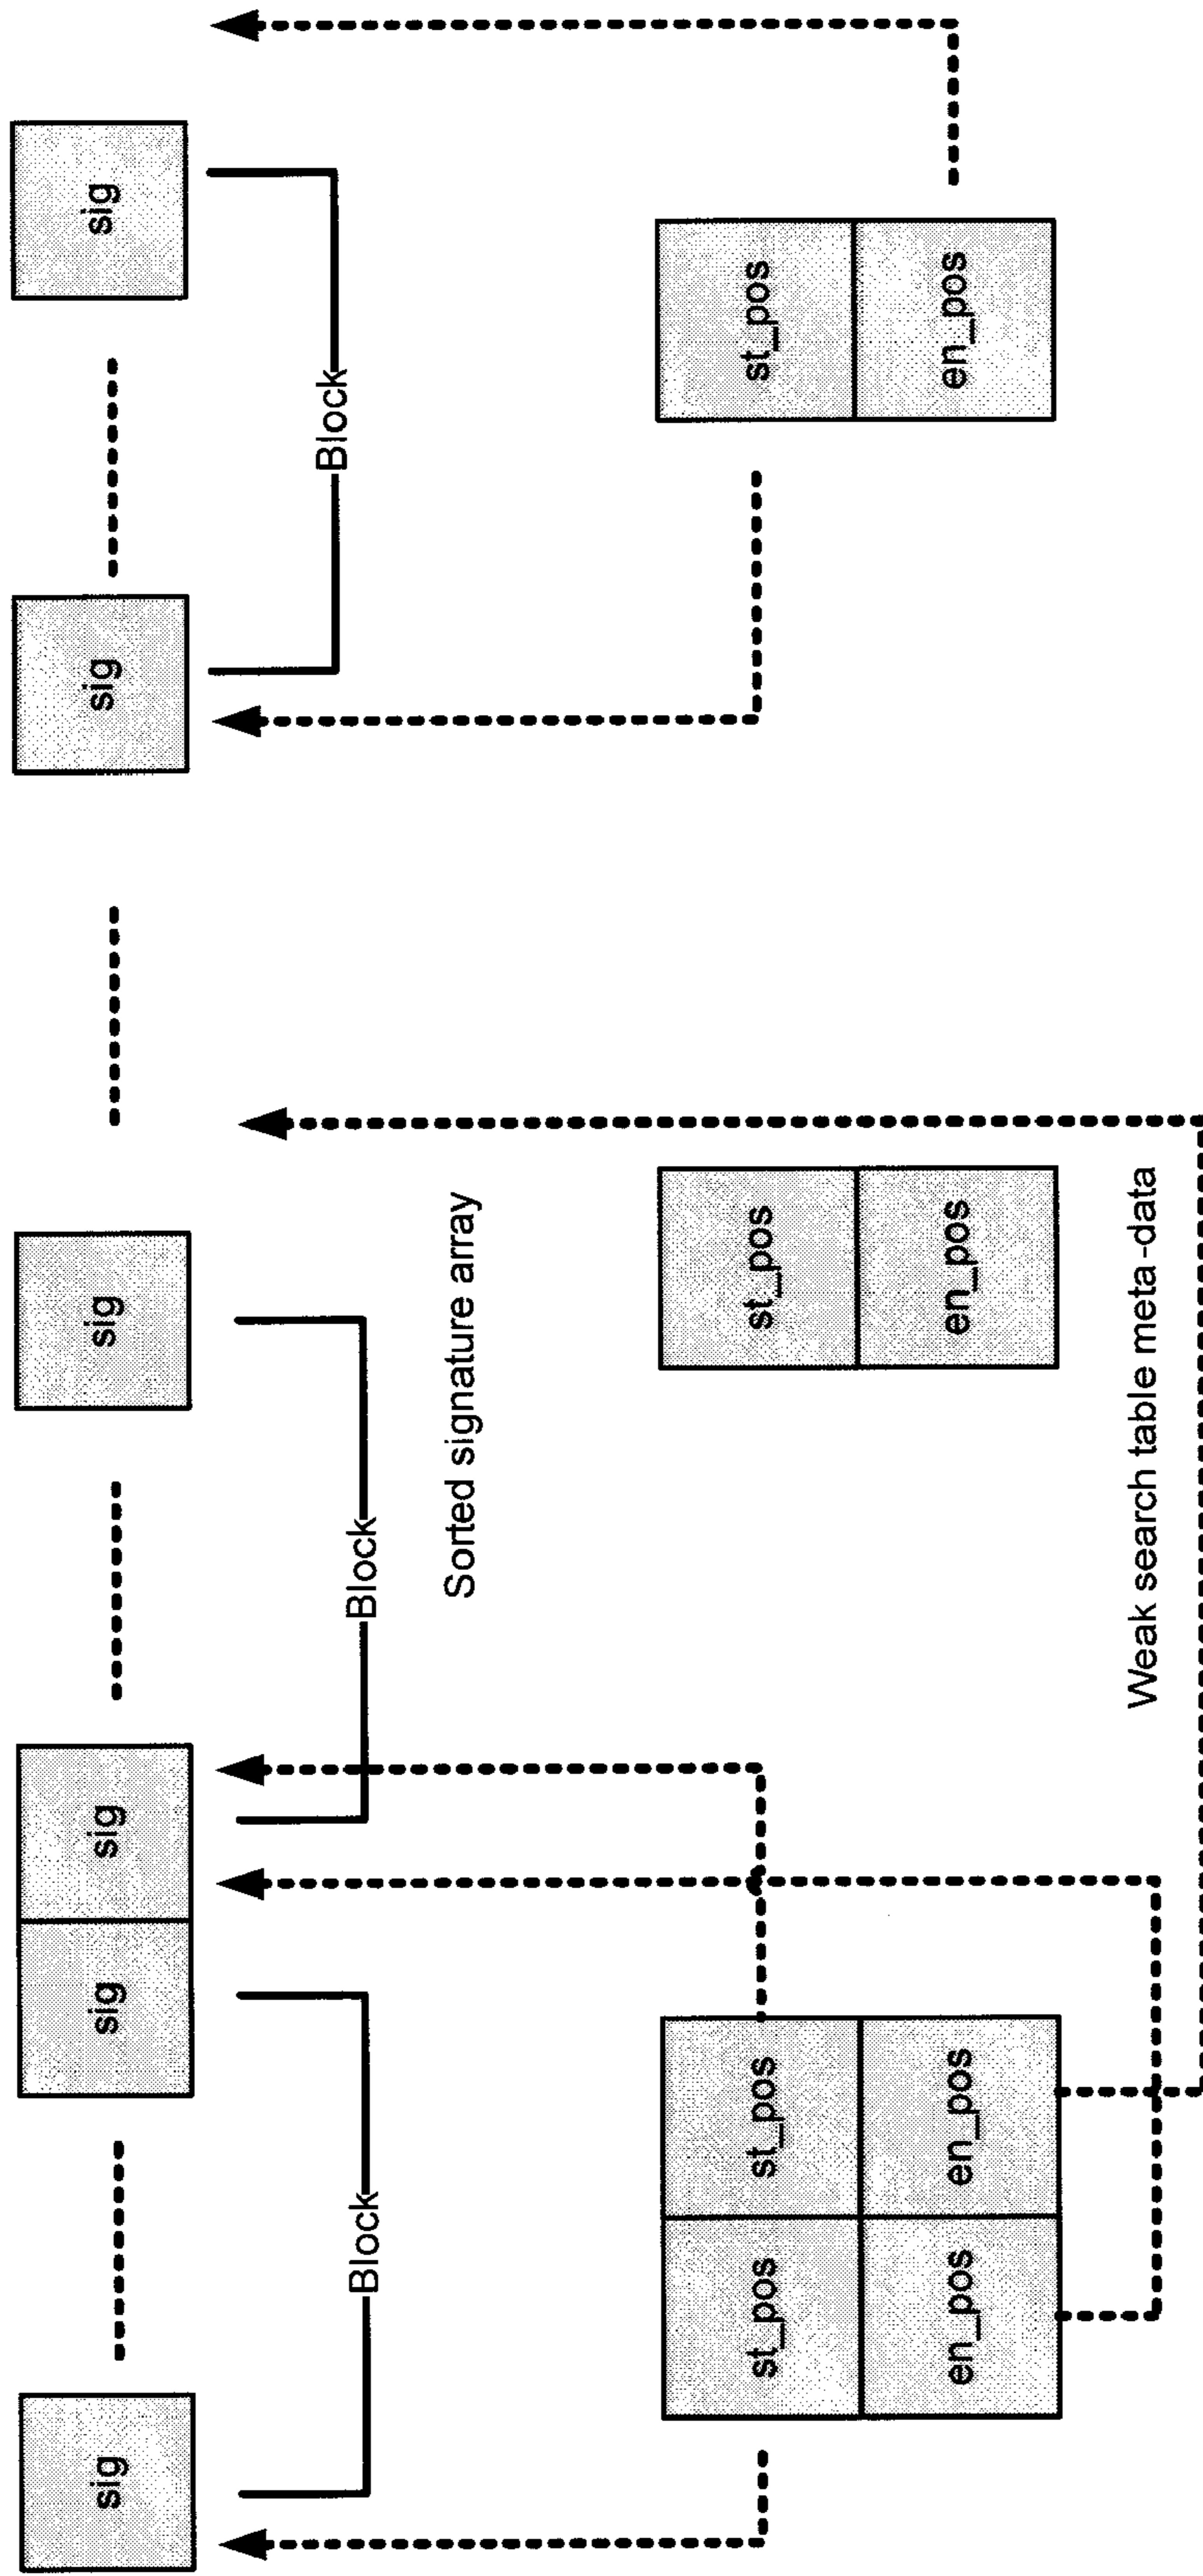 sig
sig
sig
sig
sig
sig
Block
Block
Block
Sorted signature array
st_pos
st_pos
st_pos
st_pos
en_pos
en_pos
en_pos
en_pos
Weak search table meta-data